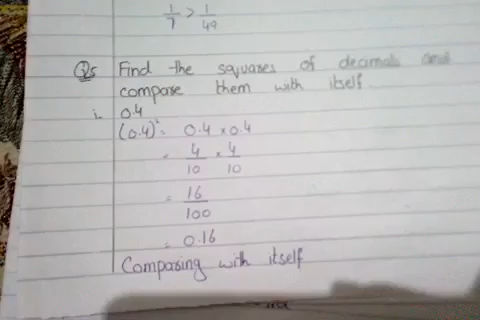 1/7 > 1/49
Q5 Find the squares of decimals and
compare them with itself.
i. 0.4
(0.4)² = 0.4 × 0.4
= 4/10 × 4/10
= 16/100
= 0.16
Comparing with itself